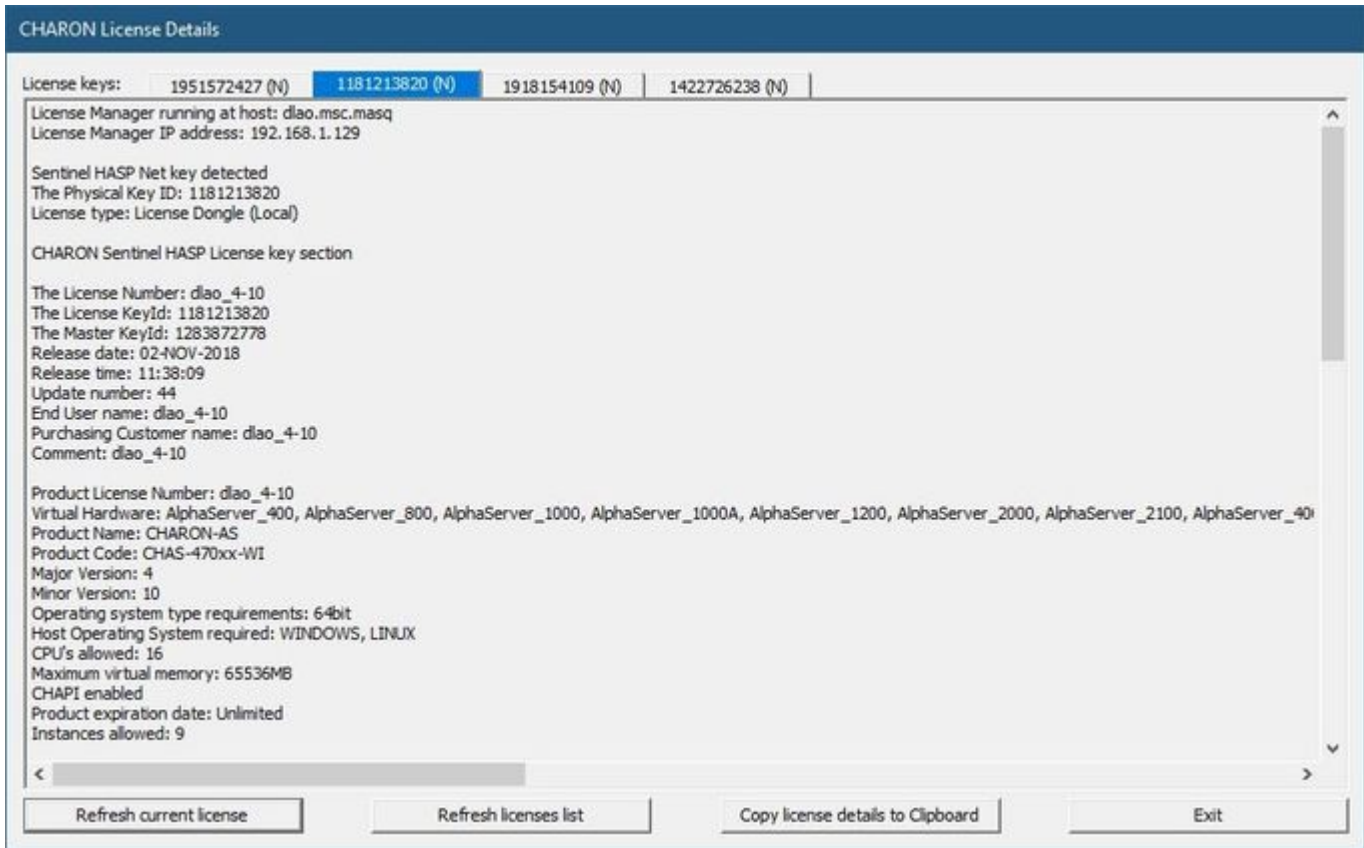 CHARON License Details
License keys: 1951572427 (N) 1181213820 (N) 1918154109 (N) 1422726238 (N)
License Manager running at host: dlao.msc.masq
License Manager IP address: 192.168.1.129
Sentinel HASP Net key detected
The Physical Key ID: 1181213820
License type: License Dongle (Local)
CHARON Sentinel HASP License key section
The License Number: dlao_4-10
The License KeyId: 1181213820
The Master KeyId: 1283872778
Release date: 02-NOV-2018
Release time: 11:38:09
Update number: 44
End User name: dlao_4-10
Purchasing Customer name: dlao_4-10
Comment: dlao_4-10
Product License Number: dlao_4-10
Virtual Hardware: AlphaServer_400, AlphaServer_800, AlphaServer_1000, AlphaServer_1000A, AlphaServer_1200, AlphaServer_2000, AlphaServer_2100, AlphaServer_40
Product Name: CHARON-AS
Product Code: CHAS-470xx-WI
Major Version: 4
Minor Version: 10
Operating system type requirements: 64bit
Host Operating System required: WINDOWS, LINUX
CPU's allowed: 16
Maximum virtual memory: 65536MB
CHAPI enabled
Product expiration date: Unlimited
Instances allowed: 9
Refresh current license Refresh licenses list Copy license details to Clipboard Exit